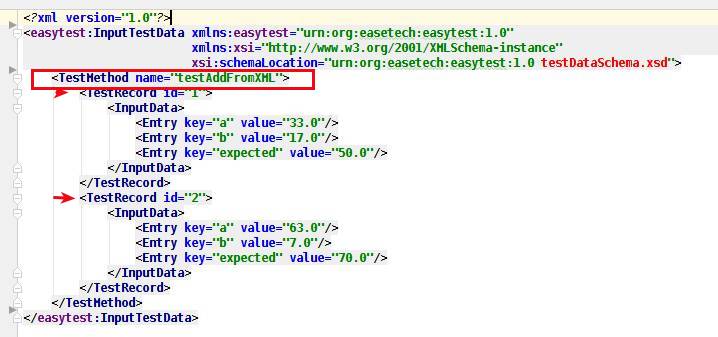 <?xml version="1.0"?>
<easytest:InputTestData xmlns:easytest="urn:org:easetech:easytest:1.0"
xmlns:xsi="http://www.w3.org/2001/XMLSchema-instance"
xsi:schemaLocation="urn:org:easetech:easytest:1.0 testDataSchema.xsd">
<TestMethod name="testAddFromXML">
<TestRecord id="1">
<InputData>
<Entry key="a" value="33.0"/>
<Entry key="b" value="17.0"/>
<Entry key="expected" value="50.0"/>
</InputData>
</TestRecord>
<TestRecord id="2">
<InputData>
<Entry key="a" value="63.0"/>
<Entry key="b" value="7.0"/>
<Entry key="expected" value="70.0"/>
</InputData>
</TestRecord>
</TestMethod>
</easytest:InputTestData>